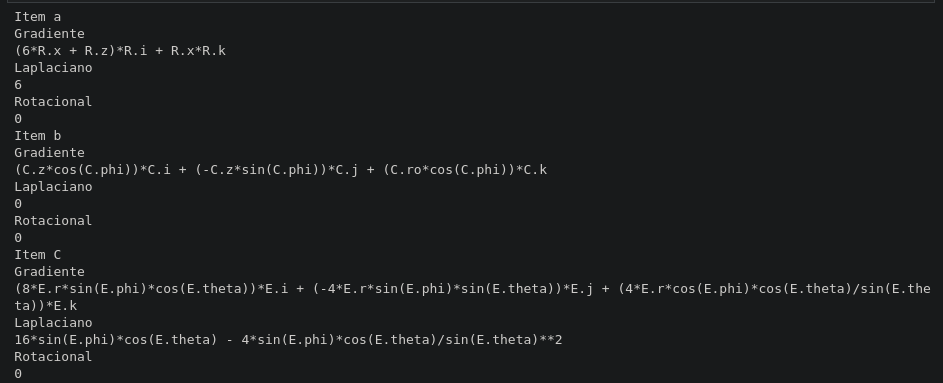 Item a
Gradiente
(6*R.x + R.z)*R.i + R.x*R.k
Laplaciano
6
Rotacional
0
Item b
Gradiente
(C.z*cos(C.phi))*C.i + (-C.z*sin(C.phi))*C.j + (C.ro*cos(C.phi))*C.k
Laplaciano
0
Rotacional
0
Item C
Gradiente
(8*E.r*sin(E.phi)*cos(E.theta))*E.i + (-4*E.r*sin(E.phi)*sin(E.theta))*E.j + (4*E.r*cos(E.phi)*cos(E.theta)/sin(E.the
ta))*E.k
Laplaciano
16*sin(E.phi)*cos(E.theta) - 4*sin(E.phi)*cos(E.theta)/sin(E.theta)**2
Rotacional
0